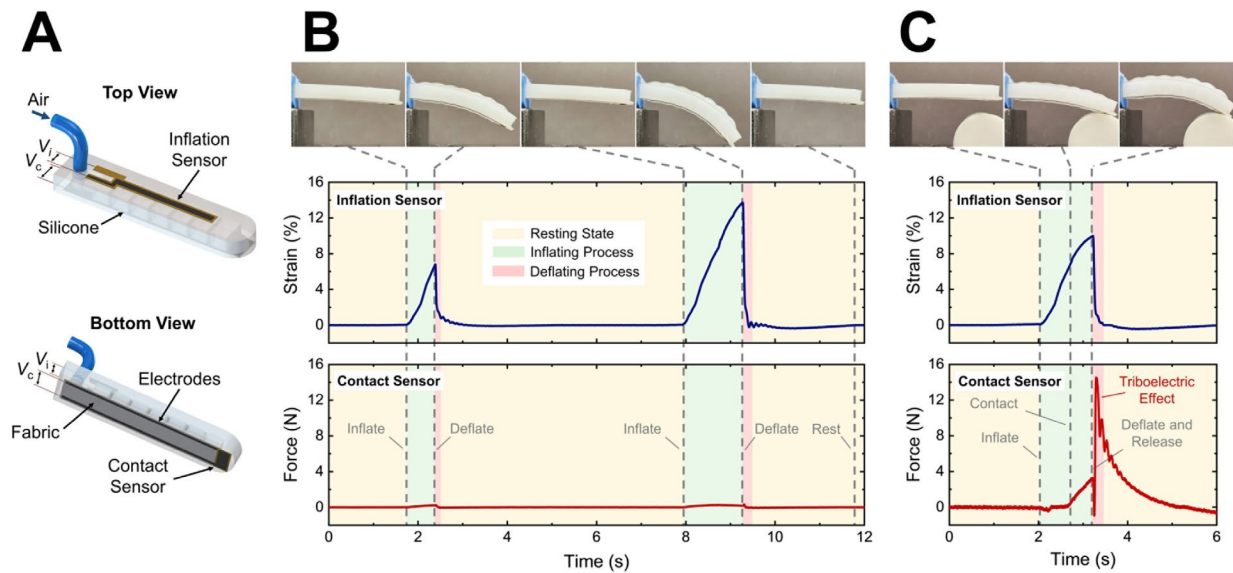 A
Top View
Air
Inflation
Sensor
Vi
Vc
Silicone
Bottom View
Vi
Vc
Electrodes
Fabric
Contact
Sensor
B
16
12
8
4
0
Strain (%)
Inflation Sensor
Resting State
Inflating Process
Deflating Process
16
12
8
4
0
Force (N)
Contact Sensor
Inflate
Deflate
Inflate
Deflate
Rest
0 2 4 6 8 10 12
Time (s)
C
16
12
8
4
0
Strain (%)
Inflation Sensor
16
12
8
4
0
Force (N)
Contact Sensor
Triboelectric
Effect
Contact
Inflate
Deflate and
Release
0 2 4 6
Time (s)